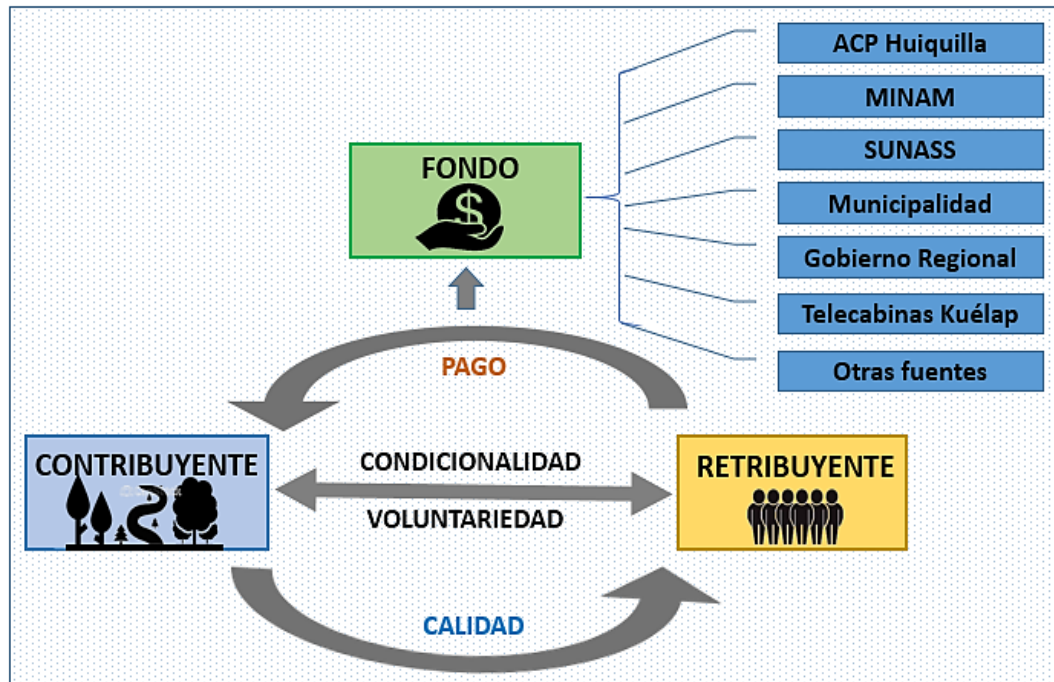 ACP Huiquilla
MINAM
SUNASS
Municipalidad
Gobierno Regional
Telecabinas Kuélap
Otras fuentes
FONDO
$
PAGO
CONTRIBUYENTE
CONDICIONALIDAD
VOLUNTARIEDAD
RETRIBUYENTE
CALIDAD